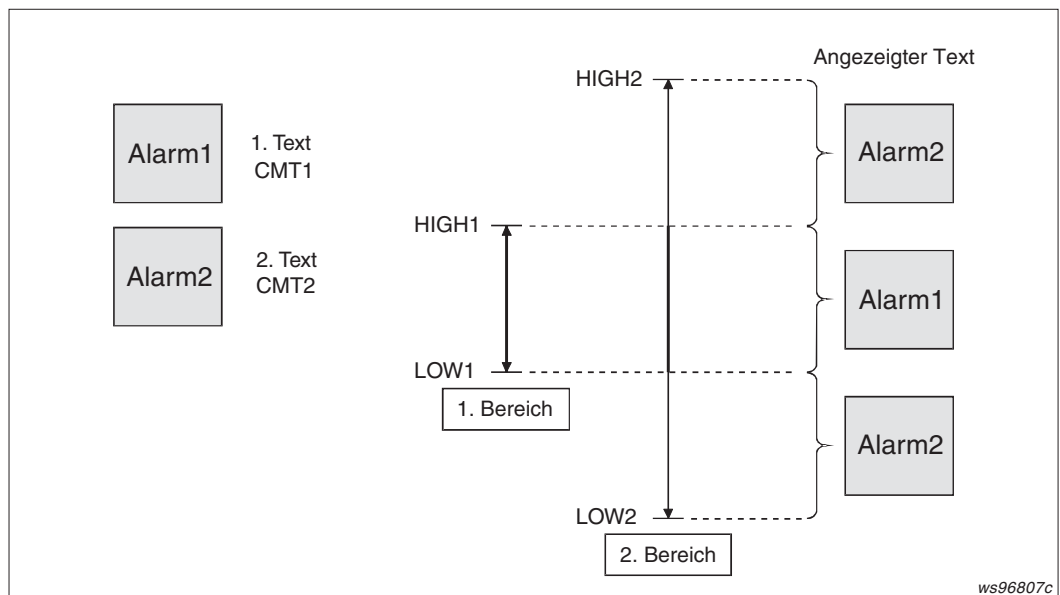 Angezeigter Text
HIGH2
Alarm1
1. Text
CMT1
Alarm2
HIGH1
Alarm2
2. Text
CMT2
Alarm1
LOW1
1. Bereich
Alarm2
LOW2
2. Bereich
ws96807c